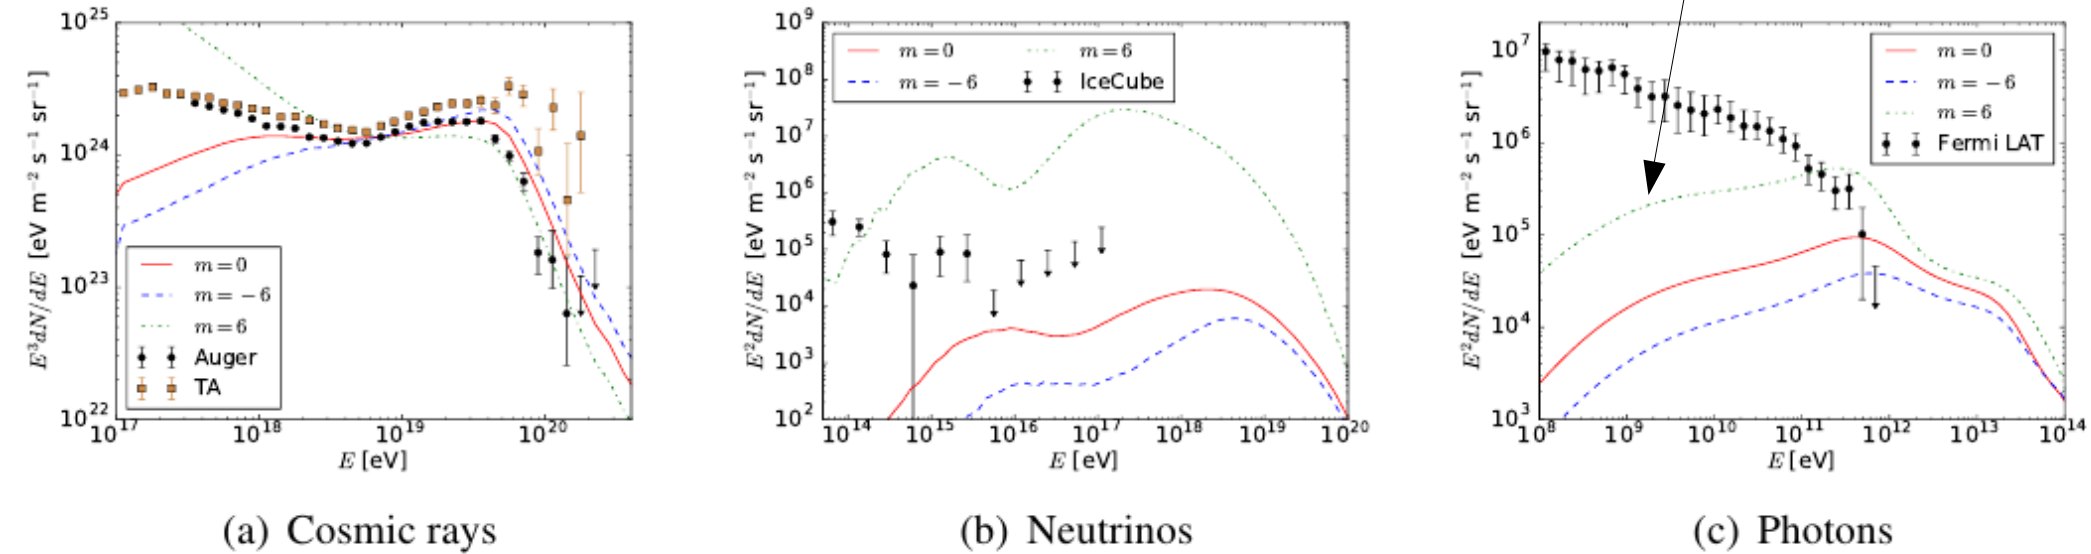 10^25
10^24
10^23
10^22
E^3dN/dE [eV m^−2 s^−1 sr^−1]
m = 0
m = −6
m = 6
Auger
TA
10^17 10^18 10^19 10^20
E [eV]
(a) Cosmic rays
10^9
10^8
10^7
10^6
10^5
10^4
10^3
10^2
E^2dN/dE [eV m^−2 s^−1 sr^−1]
m = 0 m = 6
m = −6 IceCube
10^14 10^15 10^16 10^17 10^18 10^19 10^20
E [eV]
(b) Neutrinos
10^7
10^6
10^5
10^4
10^3
E^2dN/dE [eV m^−2 s^−1 sr^−1]
m = 0
m = −6
m = 6
Fermi LAT
10^8 10^9 10^10 10^11 10^12 10^13 10^14
E [eV]
(c) Photons